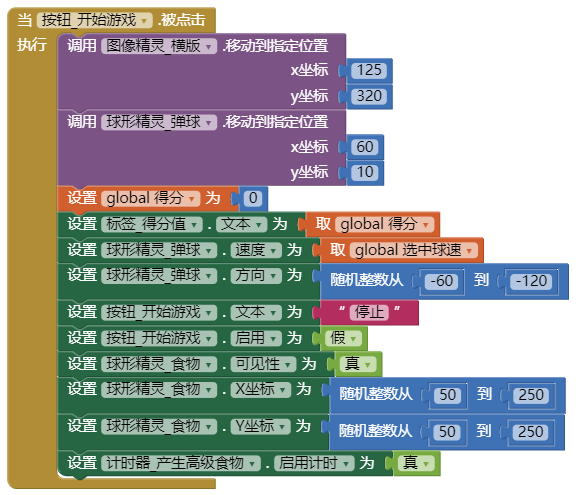 当 按钮_开始游戏 .被点击
执行 调用 图像精灵_横版 .移动到指定位置
x坐标 125
y坐标 320
调用 球形精灵_弹球 .移动到指定位置
x坐标 60
y坐标 10
设置 global 得分 为 0
设置 标签_得分值 . 文本 为 取 global 得分
设置 球形精灵_弹球 . 速度 为 取 global 选中球速
设置 球形精灵_弹球 . 方向 为 随机整数从 -60 到 -120
设置 按钮_开始游戏 . 文本 为 “ 停止 ”
设置 按钮_开始游戏 . 启用 为 假
设置 球形精灵_食物 . 可见性 为 真
设置 球形精灵_食物 . X坐标 为 随机整数从 50 到 250
设置 球形精灵_食物 . Y坐标 为 随机整数从 50 到 250
设置 计时器_产生高级食物 . 启用计时 为 真